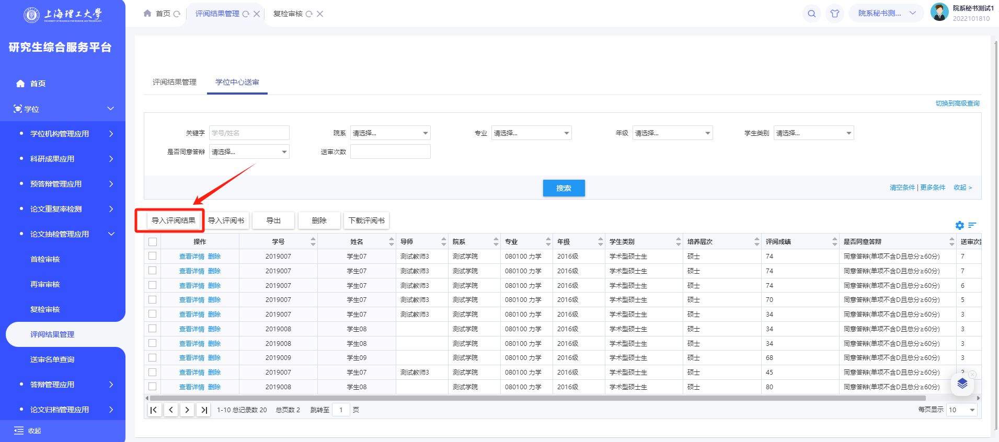 上海理工大学
UNIVERSITY OF SHANGHAI FOR SCIENCE AND TECHNOLOGY
研究生综合服务平台
首页
学位
学位机构管理应用
科研成果应用
预答辩管理应用
论文重复率检测
论文抽检管理应用
首检审核
再审审核
复检审核
评阅结果管理
送审名单查询
答辩管理应用
论文归档管理应用
收起
首页 评阅结果管理 复检审核
院系秘书测...
院系秘书测试1
2022101810
评阅结果管理 学位中心送审
切换到高级查询
关键字 学号/姓名 院系 请选择... 专业 请选择... 年级 请选择... 学生类别 请选择...
是否同意答辩 请选择... 送审次数
搜索
清空条件 | 更多条件 收起 >
导入评阅结果 导入评阅书 导出 删除 下载评阅书
操作 学号 姓名 导师 院系 专业 年级 学生类别 培养层次 评阅成绩 是否同意答辩 送审次
查看详情 删除 2019007 学生07 测试教师3 测试学院 080100 力学 2016级 学术型硕士生 硕士 74 同意答辩(单项不含D且总分≥60分) 7
查看详情 删除 2019007 学生07 测试教师3 测试学院 080100 力学 2016级 学术型硕士生 硕士 74 同意答辩(单项不含D且总分≥60分) 7
查看详情 删除 2019007 学生07 测试教师3 测试学院 080100 力学 2016级 学术型硕士生 硕士 74 同意答辩(单项不含D且总分≥60分) 6
查看详情 删除 2019007 学生07 测试教师3 测试学院 080100 力学 2016级 学术型硕士生 硕士 70 同意答辩(单项不含D且总分≥60分) 5
查看详情 删除 2019007 学生07 测试教师3 测试学院 080100 力学 2016级 学术型硕士生 硕士 34 同意答辩(单项不含D且总分≥60分) 3
查看详情 删除 2019008 学生08 测试学院 080100 力学 2016级 学术型硕士生 硕士 34 同意答辩(单项不含D且总分≥60分) 3
查看详情 删除 2019008 学生08 测试学院 080100 力学 2016级 学术型硕士生 硕士 34 同意答辩(单项不含D且总分≥60分) 3
查看详情 删除 2019009 学生09 测试学院 080100 力学 2016级 学术型硕士生 硕士 68 同意答辩(单项不含D且总分≥60分) 3
查看详情 删除 2019007 学生07 测试教师3 测试学院 080100 力学 2016级 学术型硕士生 硕士 45 同意答辩(单项不含D且总分≥60分) 2
查看详情 删除 2019008 学生08 测试学院 080100 力学 2016级 学术型硕士生 硕士 80 同意答辩(单项不含D且总分≥60分)
1-10 总记录数 20 总页数 2 跳转至 1 页 每页显示 10